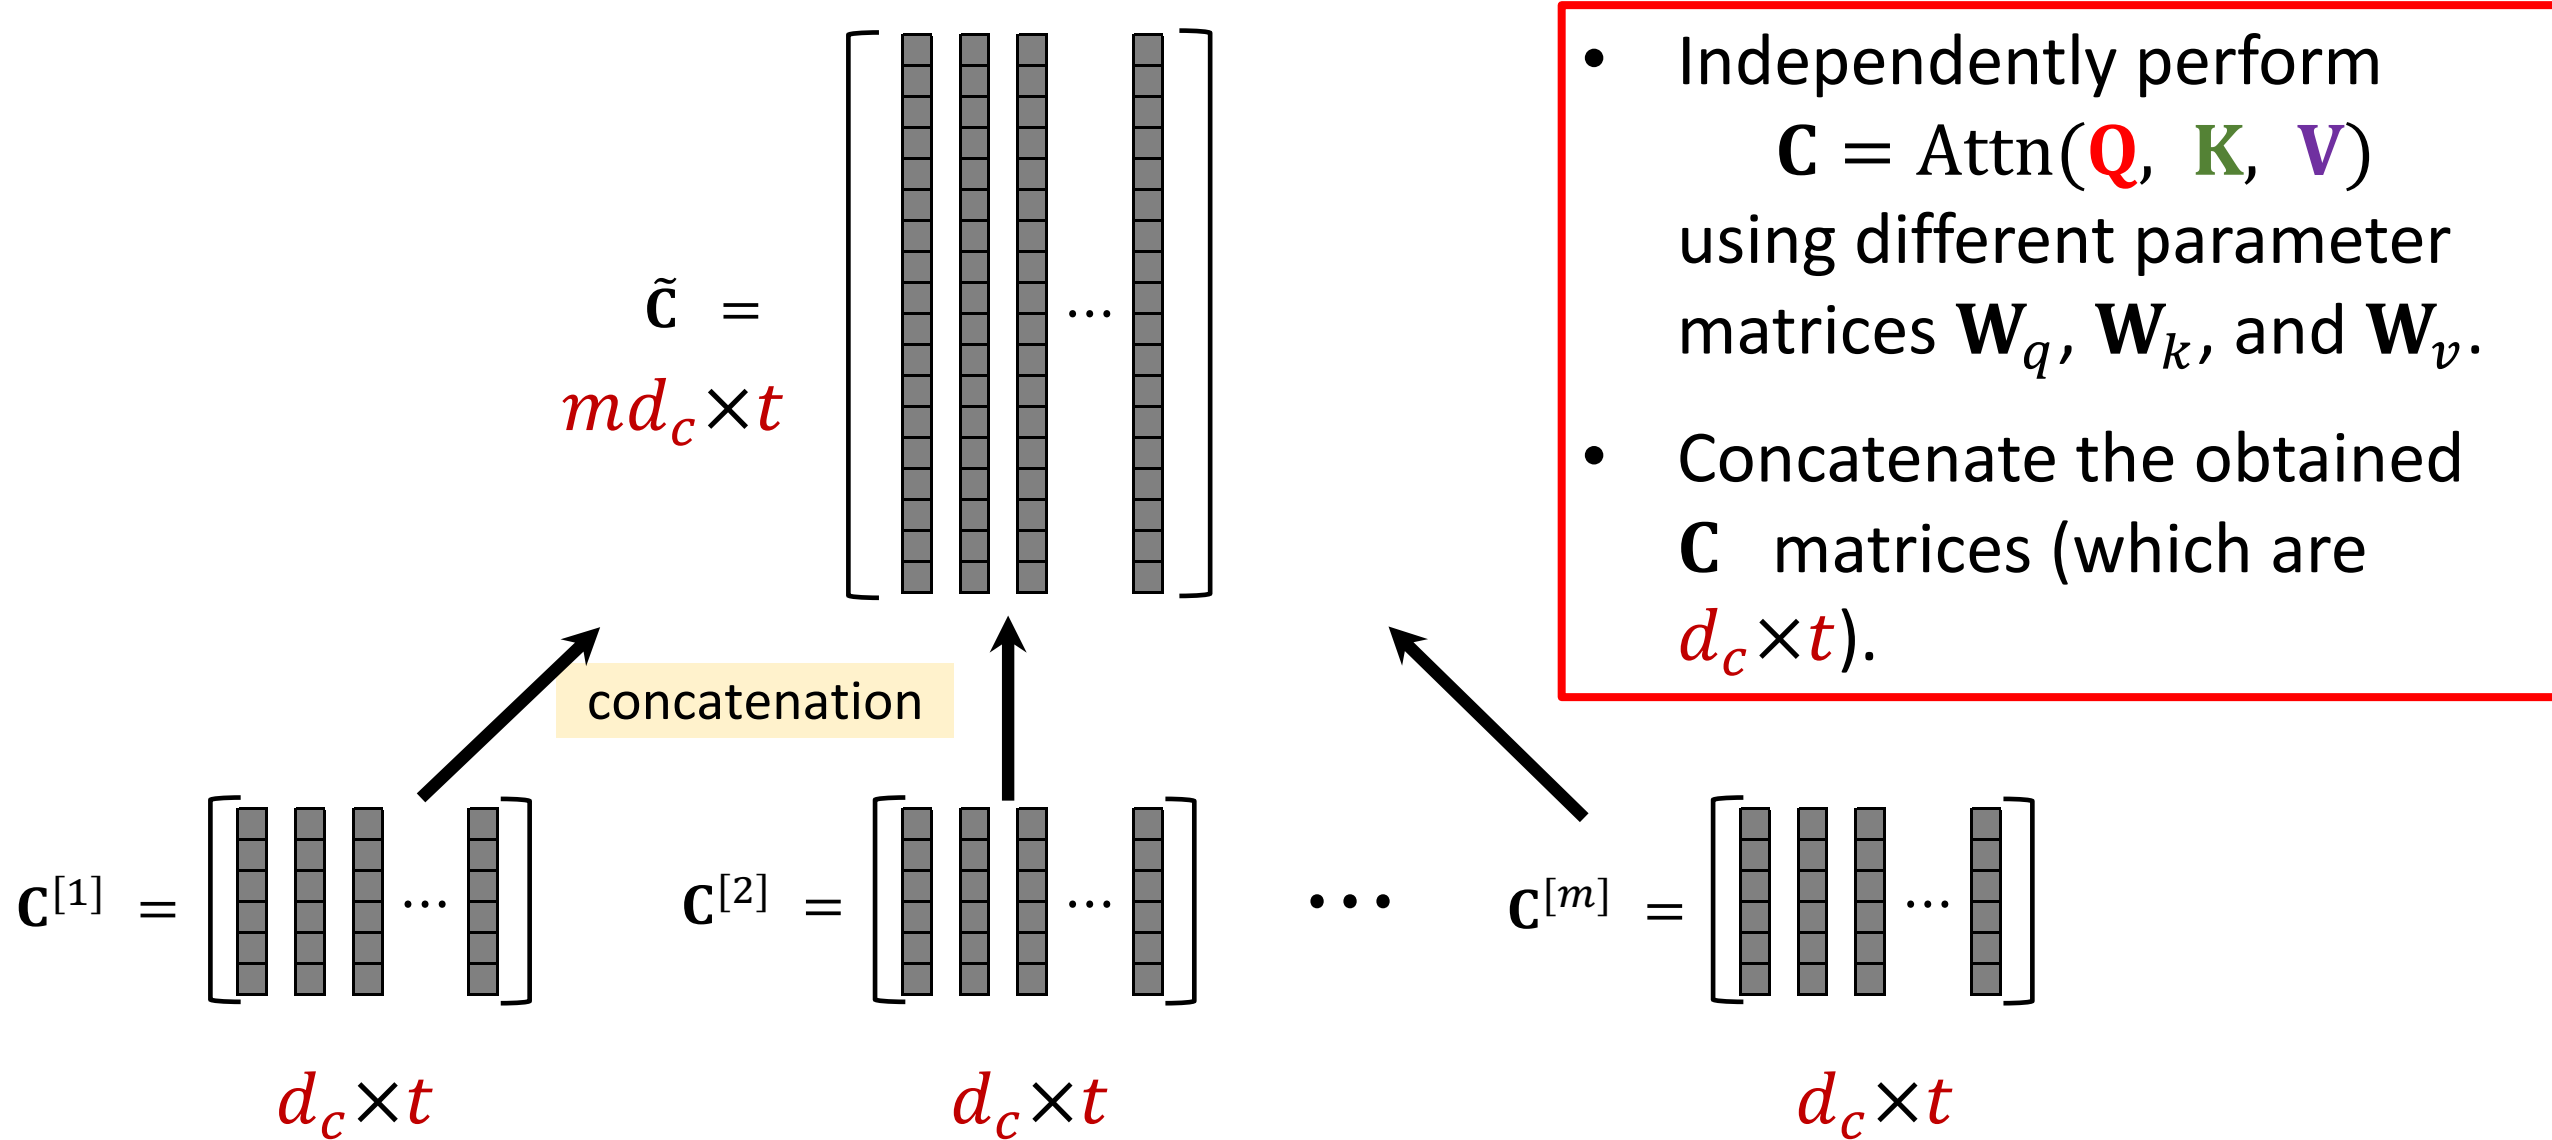 • Independently perform
𝐂 = Attn(𝐐, 𝐊, 𝐕)
using different parameter
matrices 𝐖_q, 𝐖_k, and 𝐖_v.
• Concatenate the obtained
𝐂 matrices (which are
d_c×t).
𝐂̃ =
⋯
md_c×t
concatenation
𝐂^[1] = ⋯
𝐂^[2] = ⋯
⋯
𝐂^[m] = ⋯
d_c×t
d_c×t
d_c×t